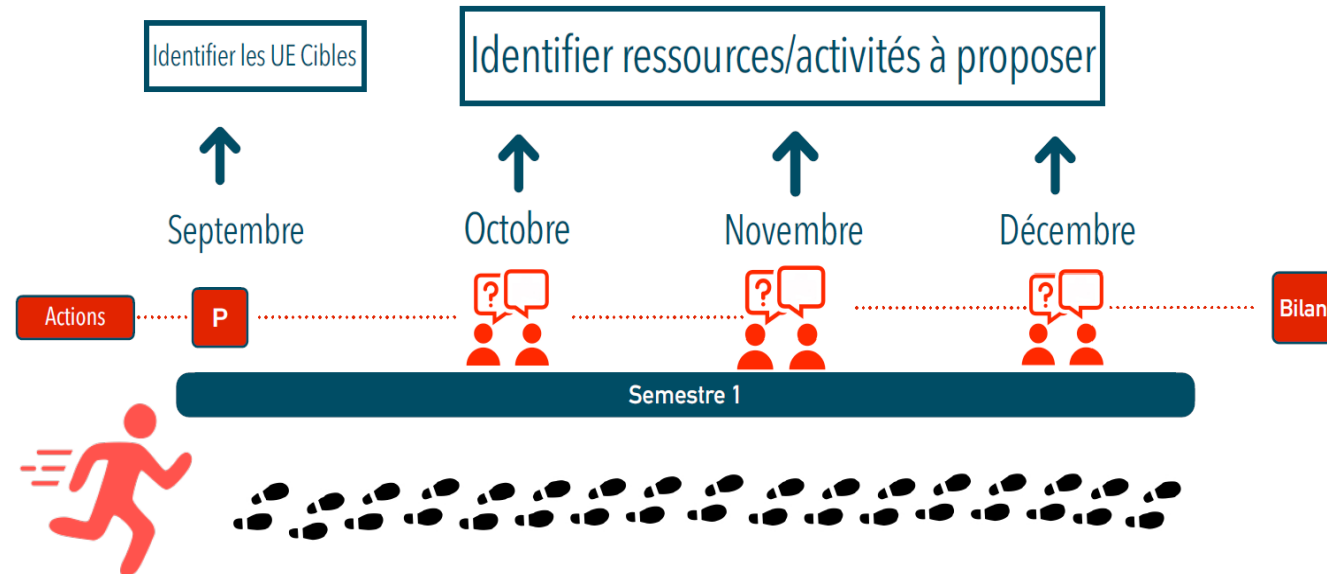 Identifier les UE Cibles
Identifier ressources/activités à proposer
Septembre
Octobre
Novembre
Décembre
Actions
P
?
?
?
Bilan
Semestre 1